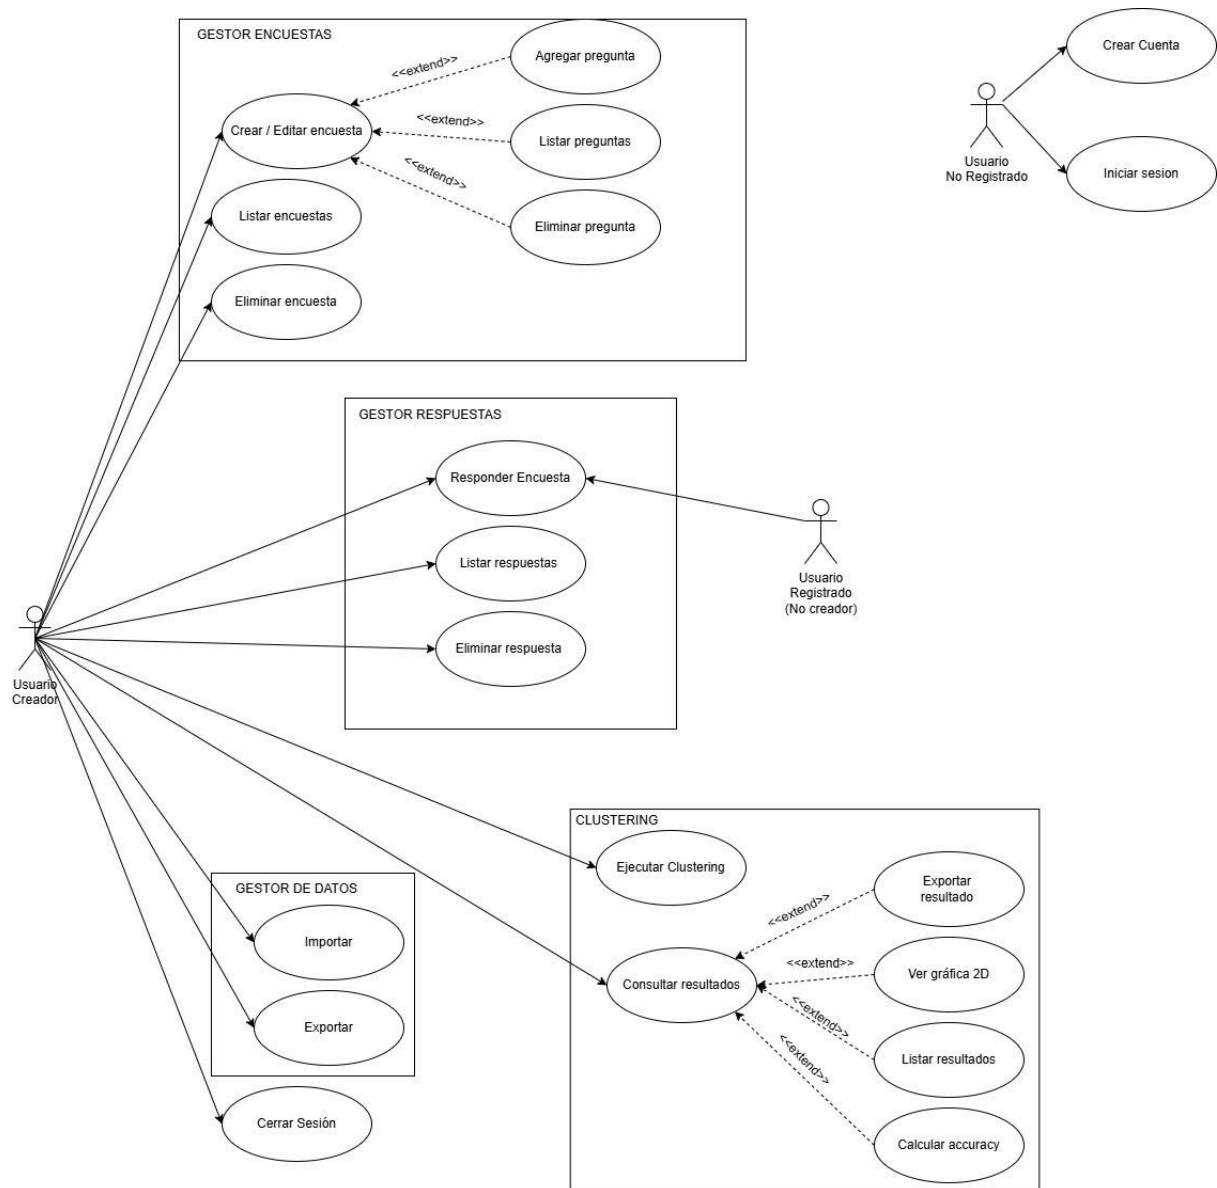 GESTOR ENCUESTAS
Agregar pregunta
<<extend>>
Crear / Editar encuesta
<<extend>>
Listar preguntas
<<extend>>
Listar encuestas
Eliminar pregunta
Eliminar encuesta
Crear Cuenta
Usuario
No Registrado
Iniciar sesion
GESTOR RESPUESTAS
Responder Encuesta
Listar respuestas
Eliminar respuesta
Usuario
Registrado
(No creador)
Usuario
Creador
CLUSTERING
Ejecutar Clustering
Exportar
resultado
<<extend>>
Consultar resultados
<<extend>>
Ver gráfica 2D
<<extend>>
Listar resultados
<<extend>>
Calcular accuracy
GESTOR DE DATOS
Importar
Exportar
Cerrar Sesión